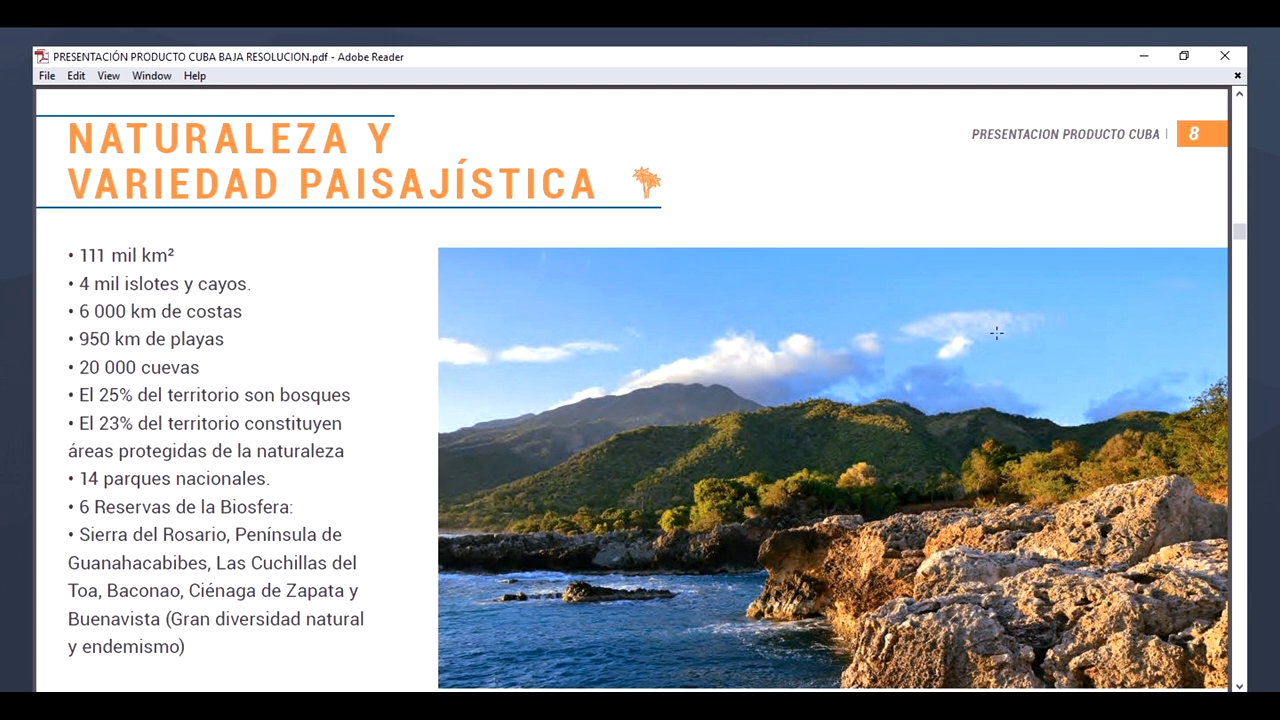 PRESENTACIÓN PRODUCTO CUBA BAJA RESOLUCION.pdf - Adobe Reader
File Edit View Window Help
NATURALEZA Y
VARIEDAD PAISAJÍSTICA
PRESENTACION PRODUCTO CUBA | 8
• 111 mil km²
• 4 mil islotes y cayos.
• 6 000 km de costas
• 950 km de playas
• 20 000 cuevas
• El 25% del territorio son bosques
• El 23% del territorio constituyen
áreas protegidas de la naturaleza
• 14 parques nacionales.
• 6 Reservas de la Biosfera:
• Sierra del Rosario, Península de
Guanahacabibes, Las Cuchillas del
Toa, Baconao, Ciénaga de Zapata y
Buenavista (Gran diversidad natural
y endemismo)